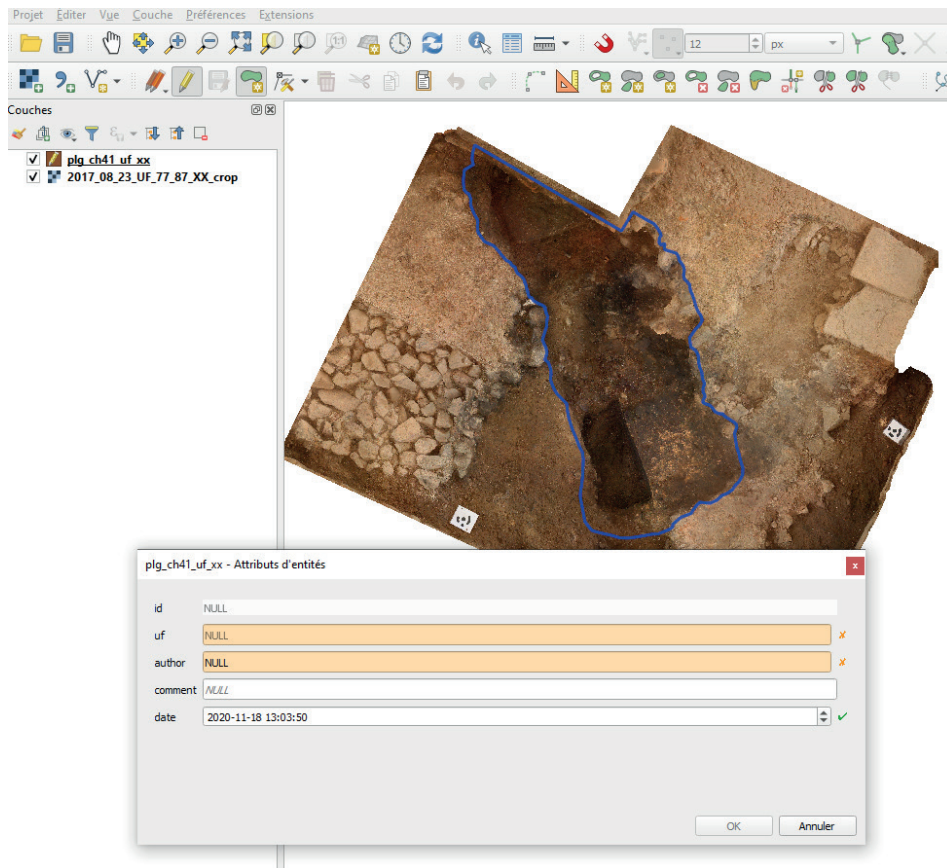 Projet Éditer Vue Couche Préférences Extensions
12 px
Couches
plg_ch41_uf_xx
2017_08_23_UF_77_87_XX_crop
plg_ch41_uf_xx - Attributs d'entités
id NULL
uf NULL
author NULL
comment NULL
date 2020-11-18 13:03:50
OK Annuler